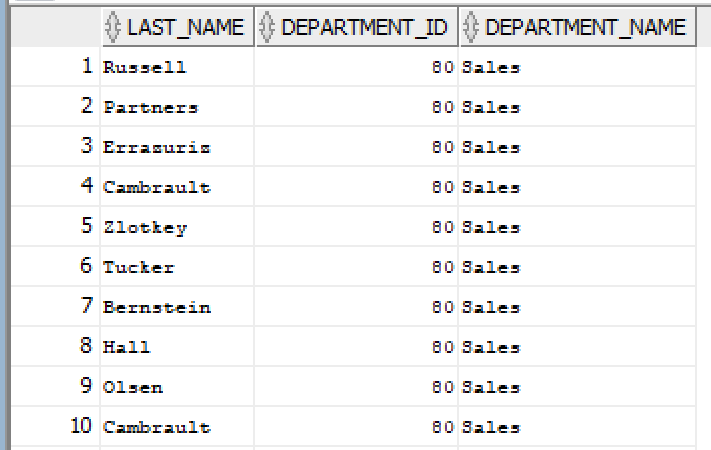 LAST_NAME DEPARTMENT_ID DEPARTMENT_NAME
1 Russell 80 Sales
2 Partners 80 Sales
3 Errazuriz 80 Sales
4 Cambrault 80 Sales
5 Zlotkey 80 Sales
6 Tucker 80 Sales
7 Bernstein 80 Sales
8 Hall 80 Sales
9 Olsen 80 Sales
10 Cambrault 80 Sales